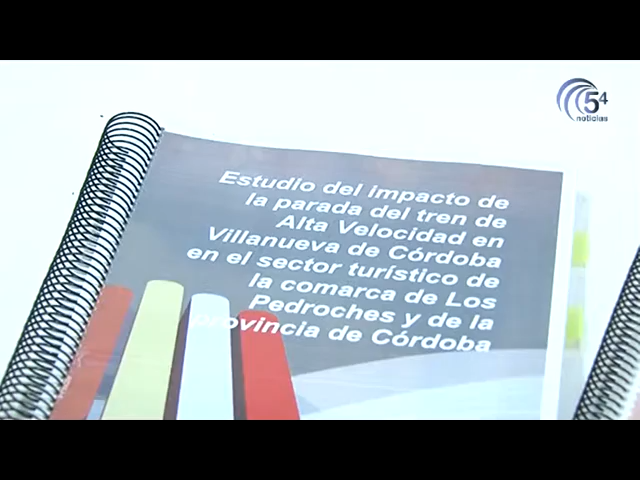 54
noticias
Estudio del impacto de
la parada del tren de
Alta Velocidad en
Villanueva de Córdoba
en el sector turístico de
la comarca de Los
Pedroches y de la
provincia de Córdoba